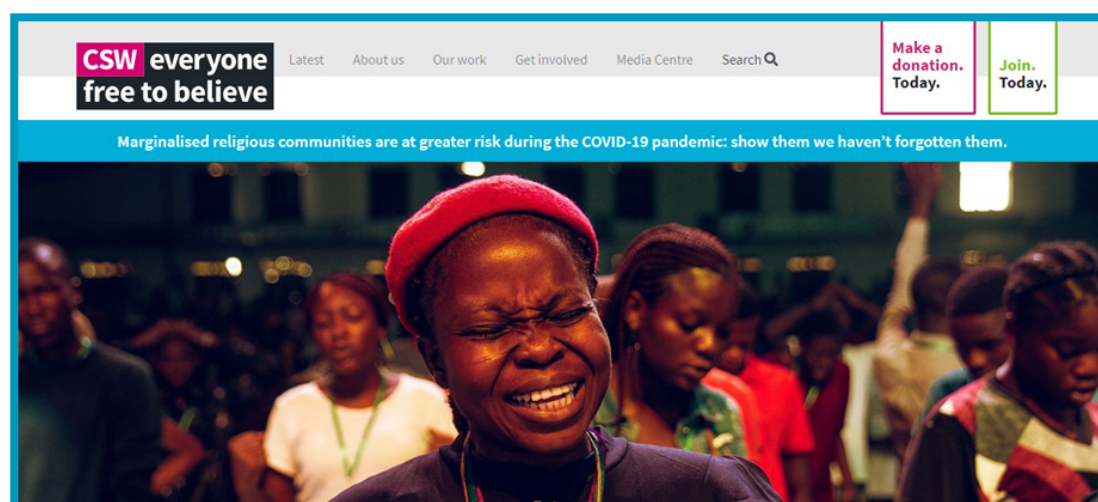 CSW everyone
free to believe
Latest About us Our work Get involved Media Centre Search
Make a
donation.
Today.
Join.
Today.
Marginalised religious communities are at greater risk during the COVID-19 pandemic: show them we haven't forgotten them.